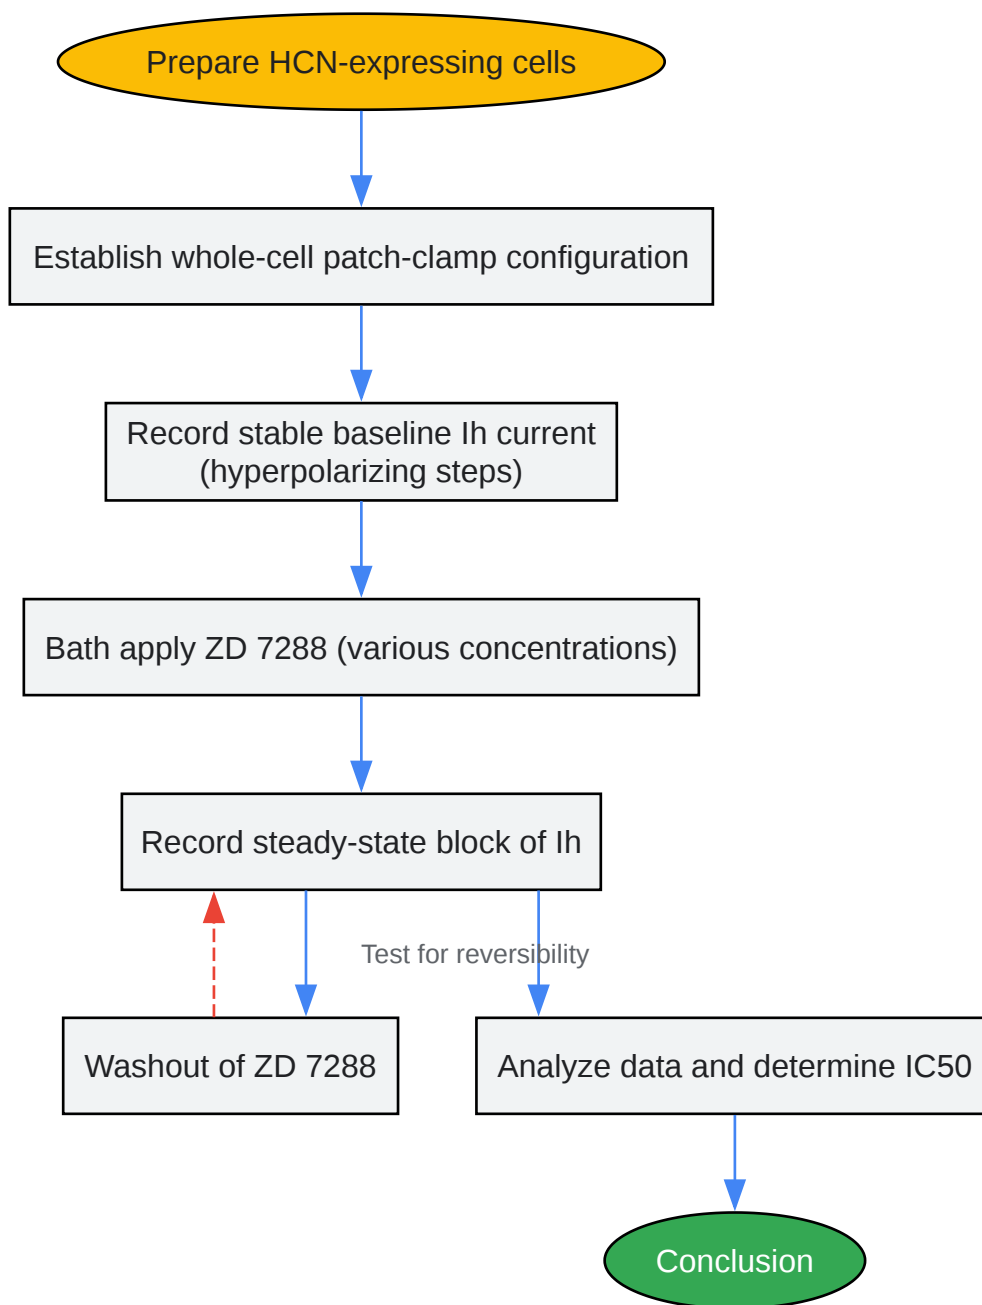 Prepare HCN-expressing cells
Establish whole-cell patch-clamp configuration
Record stable baseline Ih current
(hyperpolarizing steps)
Bath apply ZD 7288 (various concentrations)
Record steady-state block of Ih
Test for reversibility
Washout of ZD 7288
Analyze data and determine IC50
Conclusion